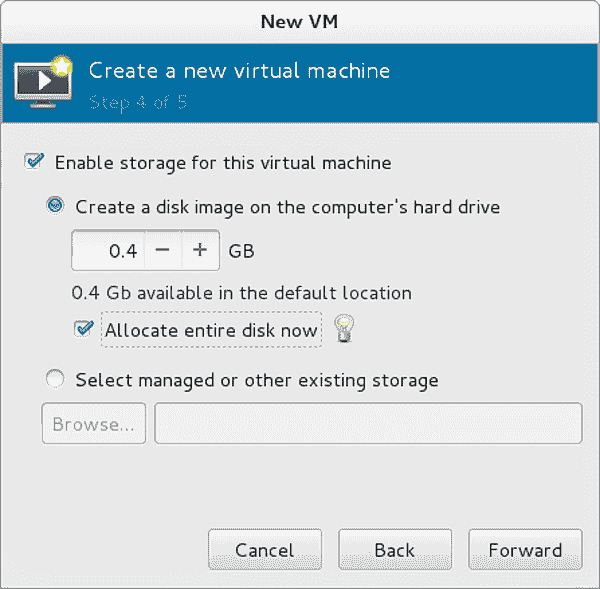 New VM
Create a new virtual machine
Step 4 of 5
Enable storage for this virtual machine
Create a disk image on the computer's hard drive
0.4 − + GB
0.4 Gb available in the default location
Allocate entire disk now
Select managed or other existing storage
Browse...
Cancel Back Forward